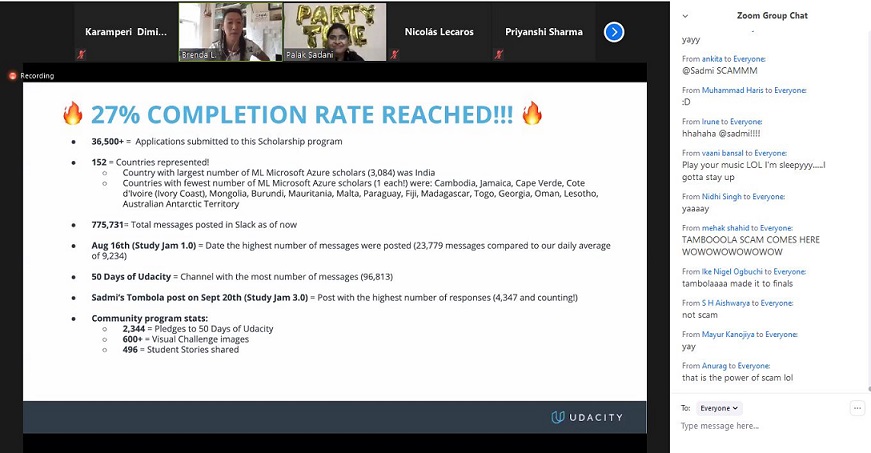 Karamperi Dimi...
Brenda L.
PARTY
TIME
Palak Sadani
Nicolás Lecaros
Priyanshi Sharma
Recording
27% COMPLETION RATE REACHED!!!
36,500+ = Applications submitted to this Scholarship program
152 = Countries represented!
Country with largest number of ML Microsoft Azure scholars (3,084) was India
Countries with fewest number of ML Microsoft Azure scholars (1 each!) were: Cambodia, Jamaica, Cape Verde, Cote
d'Ivoire (Ivory Coast), Mongolia, Burundi, Mauritania, Malta, Paraguay, Fiji, Madagascar, Togo, Georgia, Oman, Lesotho,
Australian Antarctic Territory
775,731= Total messages posted in Slack as of now
Aug 16th (Study Jam 1.0) = Date the highest number of messages were posted (23,779 messages compared to our daily average
of 9,234)
50 Days of Udacity = Channel with the most number of messages (96,813)
Sadmi's Tombola post on Sept 20th (Study Jam 3.0) = Post with the highest number of responses (4,347 and counting!)
Community program stats:
2,344 = Pledges to 50 Days of Udacity
600+ = Visual Challenge images
496 = Student Stories shared
UDACITY
Zoom Group Chat
yayy
From ankita to Everyone:
@Sadmi SCAMMM
From Muhammad Haris to Everyone:
:D
From Irune to Everyone:
hhahaha @sadmi!!!!
From vaani bansal to Everyone:
Play your music LOL I'm sleepyyy.....I
gotta stay up
From Nidhi Singh to Everyone:
yaaaay
From mehak shahid to Everyone:
TAMBOOOLA SCAM COMES HERE
WOWOWOWOWOWOW
From Ike Nigel Ogbuchi to Everyone:
tambolaaaa made it to finals
From S H Aishwarya to Everyone:
not scam
From Mayur Kanojiya to Everyone:
yay
From Anurag to Everyone:
that is the power of scam lol
To: Everyone
...
Type message here...